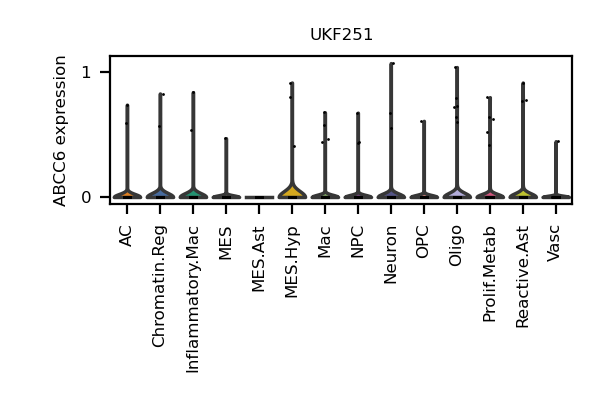 UKF251
ABCC6 expression
1
0
AC
Chromatin.Reg
Inflammatory.Mac
MES
MES.Ast
MES.Hyp
Mac
NPC
Neuron
OPC
Oligo
Prolif.Metab
Reactive.Ast
Vasc